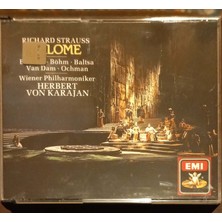 RICHARD STRAUSS
LOME
Böhm · Baltsa
Van Dam · Ochman
Wiener Philharmoniker
HERBERT
VON KARAJAN
EMI